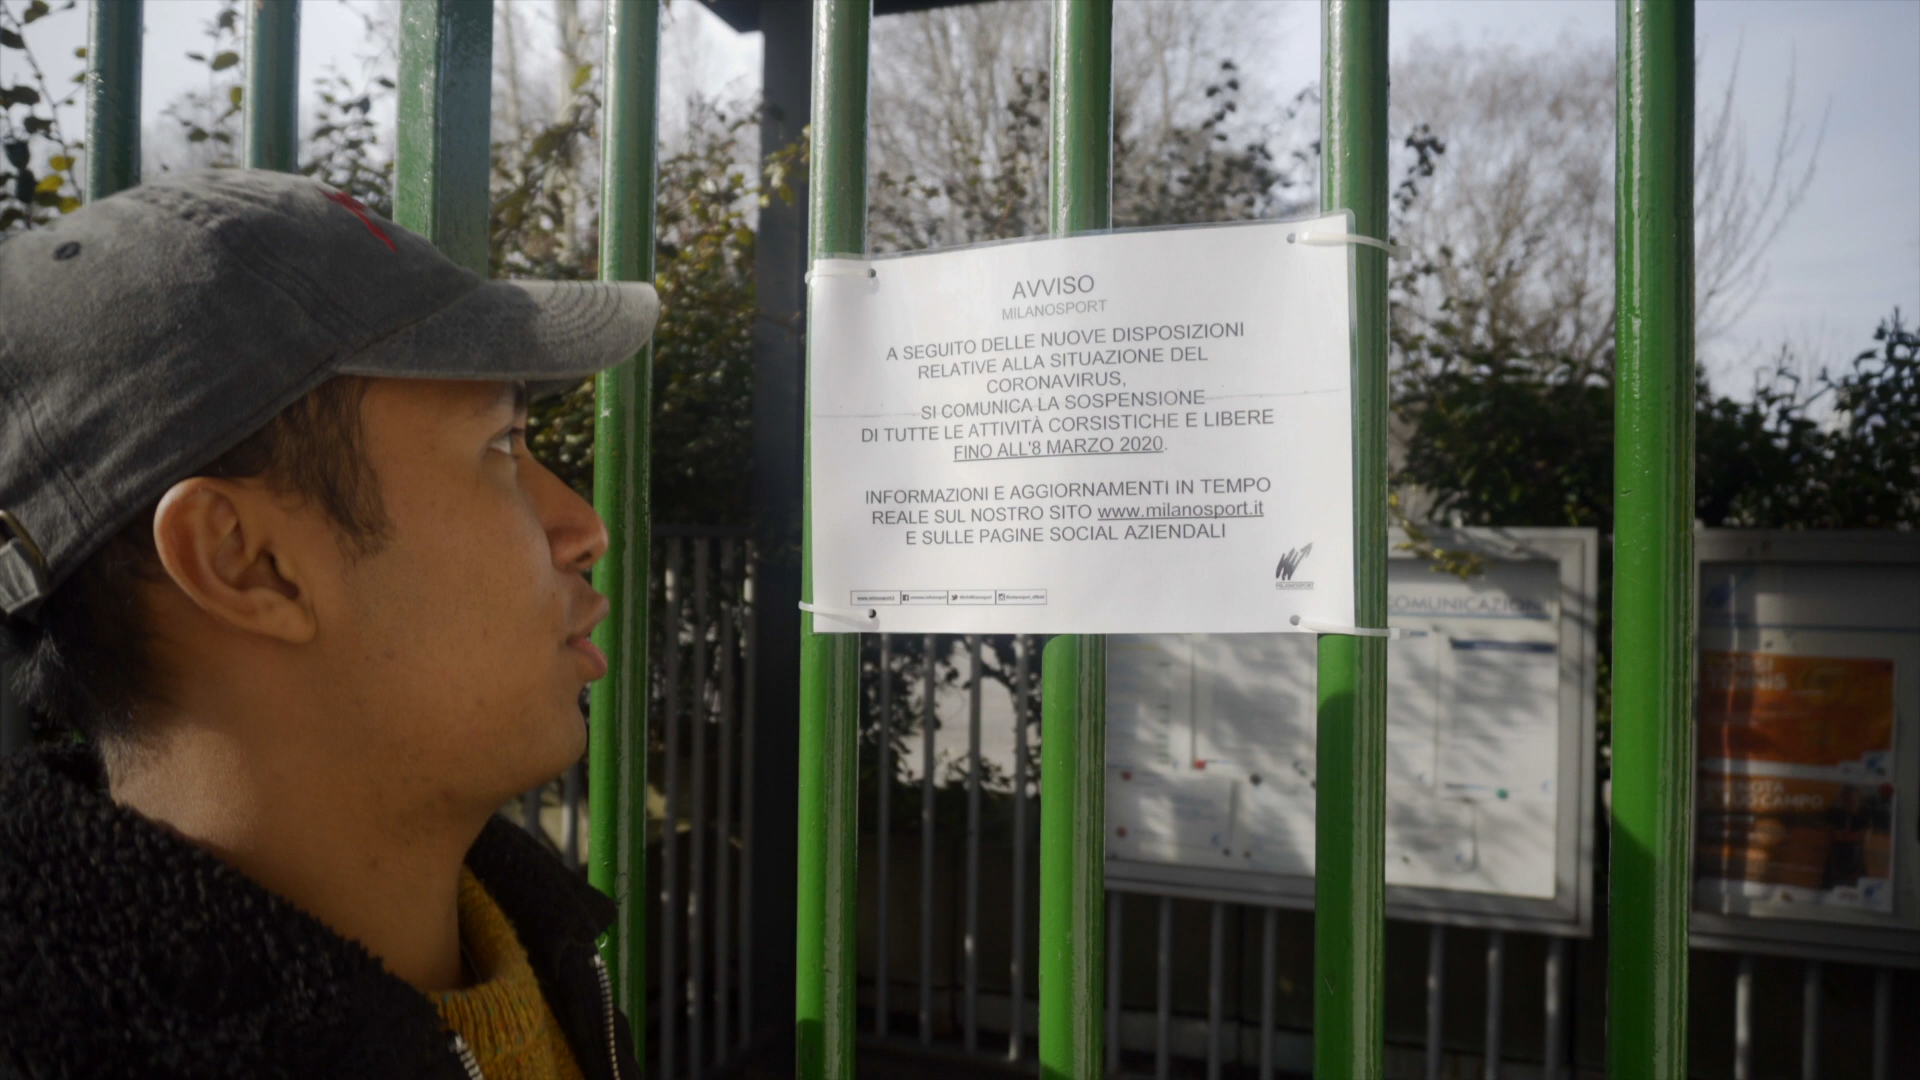 AVVISO
MILANOSPORT
A SEGUITO DELLE NUOVE DISPOSIZIONI
RELATIVE ALLA SITUAZIONE DEL
CORONAVIRUS,
SI COMUNICA LA SOSPENSIONE
DI TUTTE LE ATTIVITÀ CORSISTICHE E LIBERE
FINO ALL'8 MARZO 2020.
INFORMAZIONI E AGGIORNAMENTI IN TEMPO
REALE SUL NOSTRO SITO www.milanosport.it
E SULLE PAGINE SOCIAL AZIENDALI
MILANOSPORT
COMUNICAZIONI